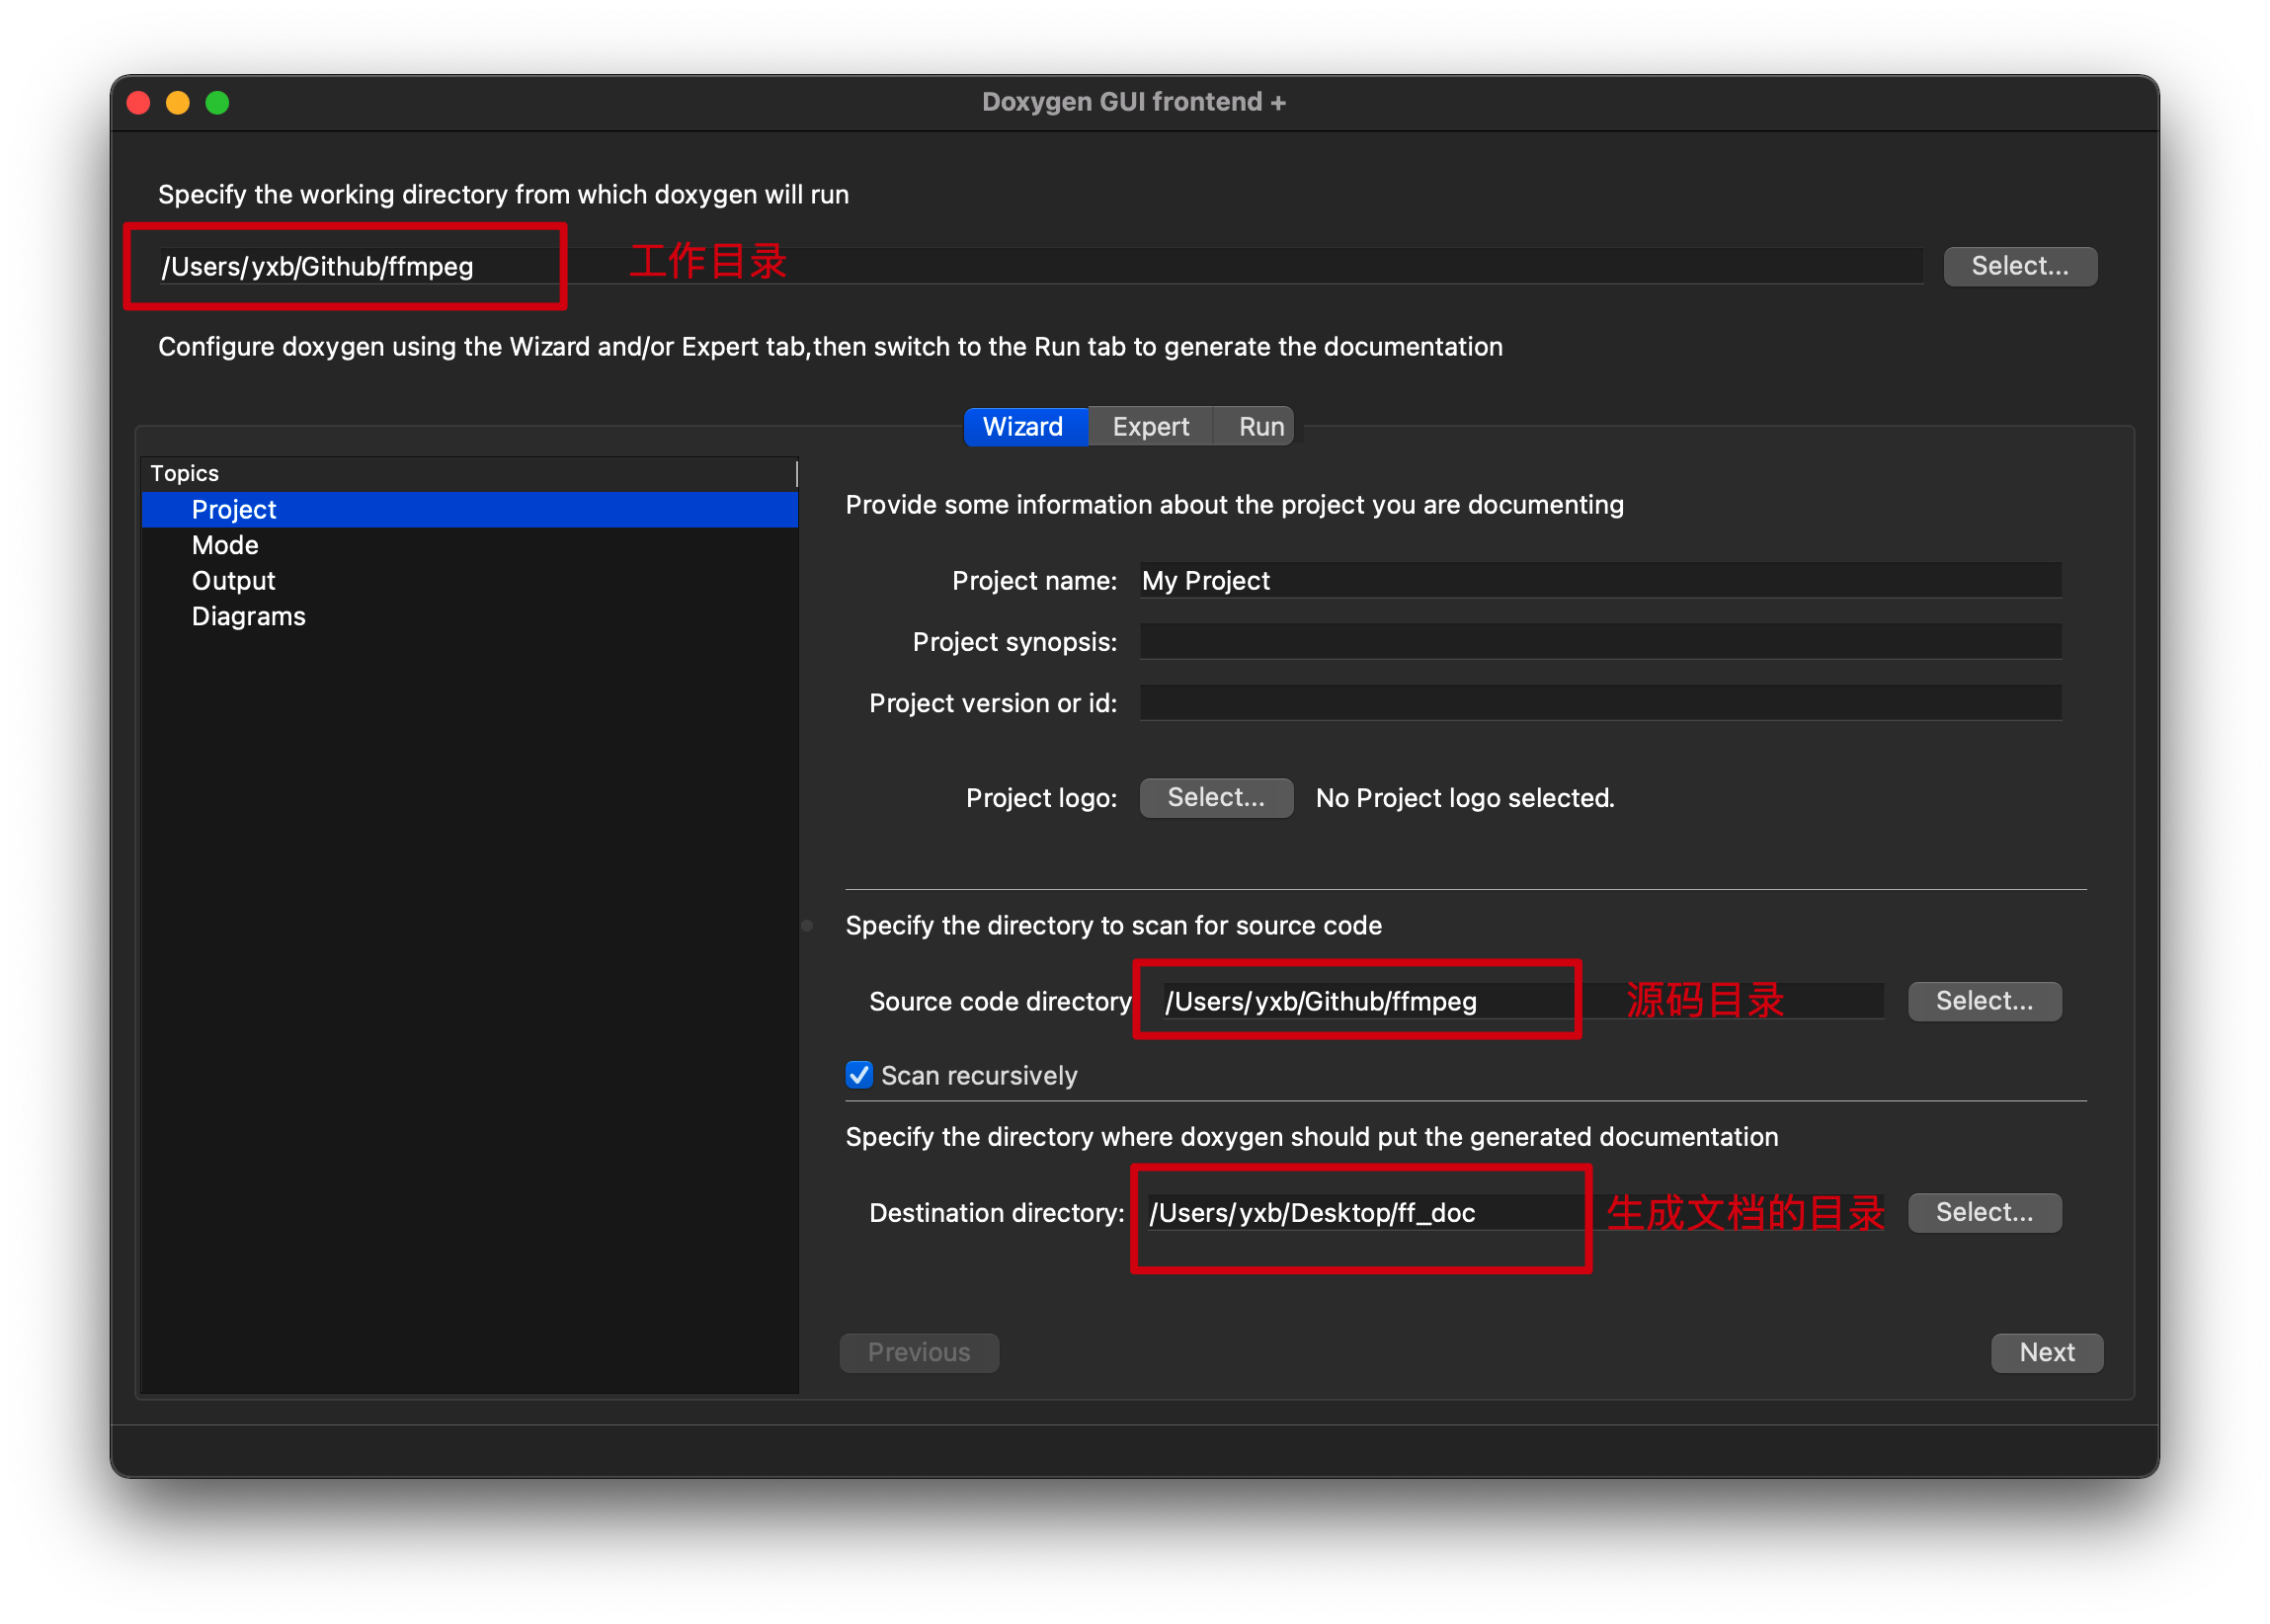 Doxygen GUI frontend +
Specify the working directory from which doxygen will run
/Users/yxb/Github/ffmpeg 工作目录 Select...
Configure doxygen using the Wizard and/or Expert tab,then switch to the Run tab to generate the documentation
Wizard Expert Run
Topics
Project
Mode
Output
Diagrams
Provide some information about the project you are documenting
Project name: My Project
Project synopsis:
Project version or id:
Project logo: Select... No Project logo selected.
Specify the directory to scan for source code
Source code directory /Users/yxb/Github/ffmpeg 源码目录 Select...
Scan recursively
Specify the directory where doxygen should put the generated documentation
Destination directory: /Users/yxb/Desktop/ff_doc 生成文档的目录 Select...
Previous Next